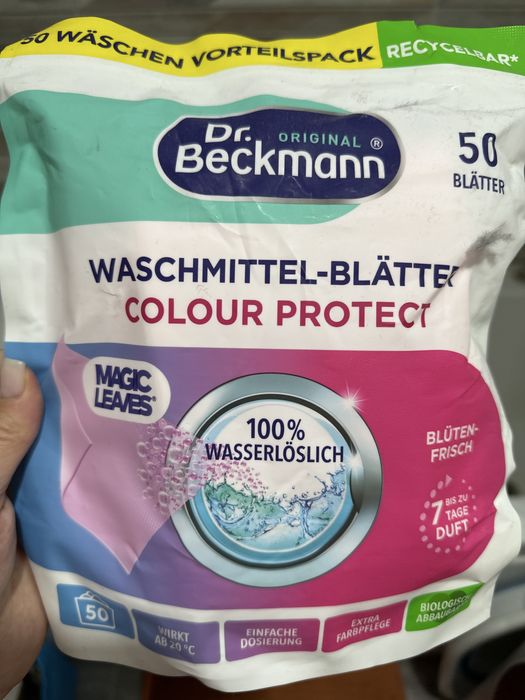 50 WÄSCHEN VORTEILSPACK
RECYCELBAR*
Dr.
ORIGINAL ®
Beckmann
50
BLÄTTER
WASCHMITTEL-BLÄTTER
COLOUR PROTECT
MAGIC
LEAVES®
100%
WASSERLÖSLICH
BLÜTEN-
FRISCH
7 BIS ZU
TAGE
DUFT
50
WIRKT
AB 20 °C
EINFACHE
DOSIERUNG
EXTRA
FARBPFLEGE
BIOLOGISCH
ABBAUBAR